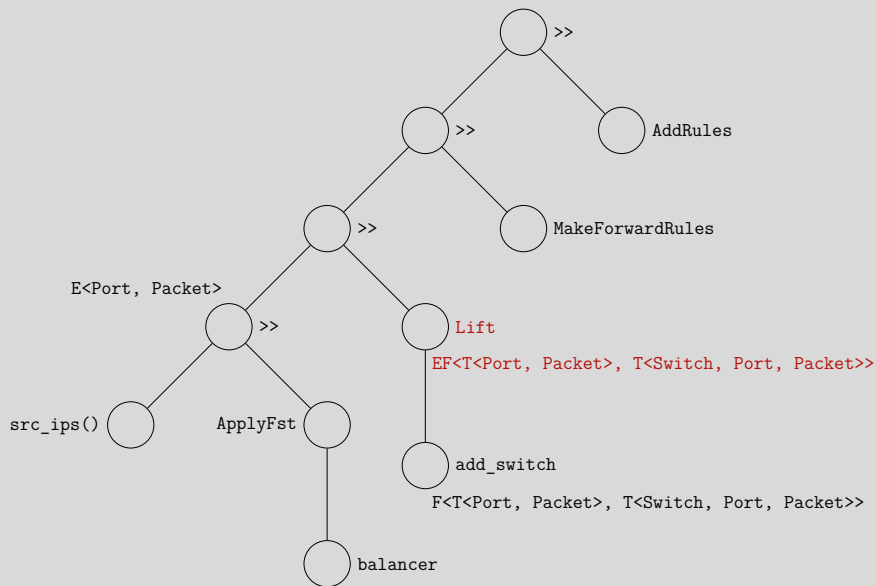 >>
>>
AddRules
>>
MakeForwardRules
E<Port, Packet>
>>
Lift
EF<T<Port, Packet>, T<Switch, Port, Packet>>
src_ips()
ApplyFst
add_switch
F<T<Port, Packet>, T<Switch, Port, Packet>>
balancer